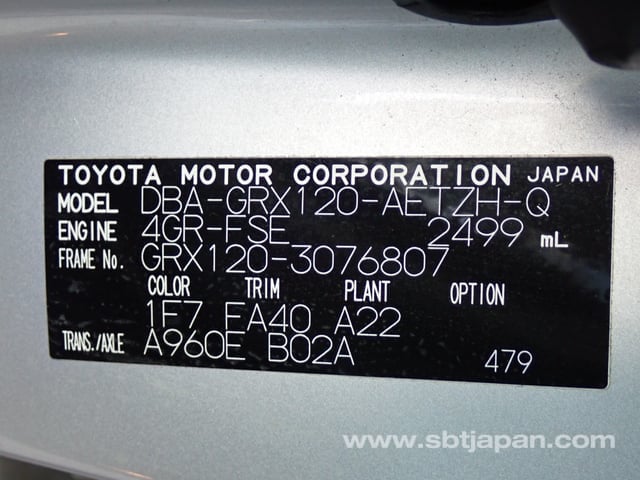 TOYOTA MOTOR CORPORATION JAPAN
MODEL DBA-GRX120-AETZH-Q
ENGINE 4GR-FSE 2499 mL
FRAME No. GRX120-3076807
COLOR TRIM PLANT OPTION
1F7 FA40 A22
TRANS./AXLE A960E B02A 479
www.sbtjapan.com